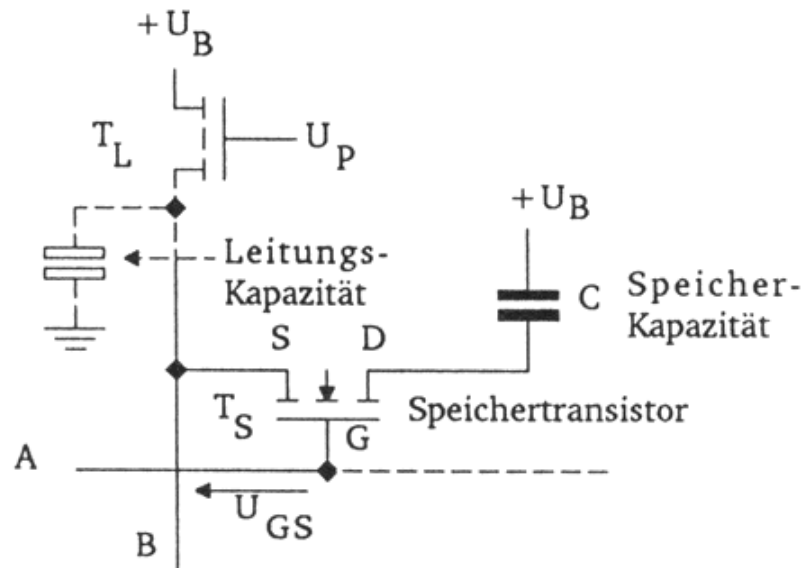 +U_B
T_L
U_P
+U_B
Leitungs-
Kapazität
C
Speicher-
Kapazität
S
D
T_S
Speichertransistor
G
A
U_GS
B